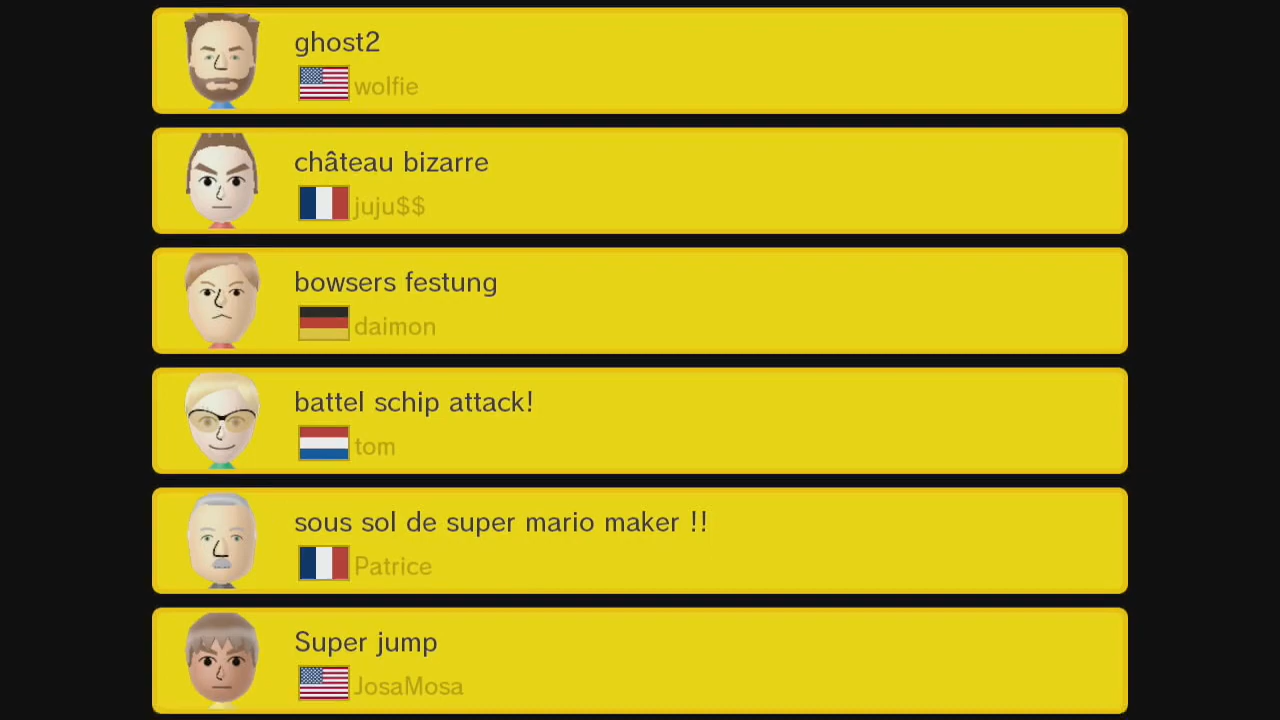 ghost2
wolfie
château bizarre
juju$$
bowsers festung
daimon
battel schip attack!
tom
sous sol de super mario maker !!
Patrice
Super jump
JosaMosa